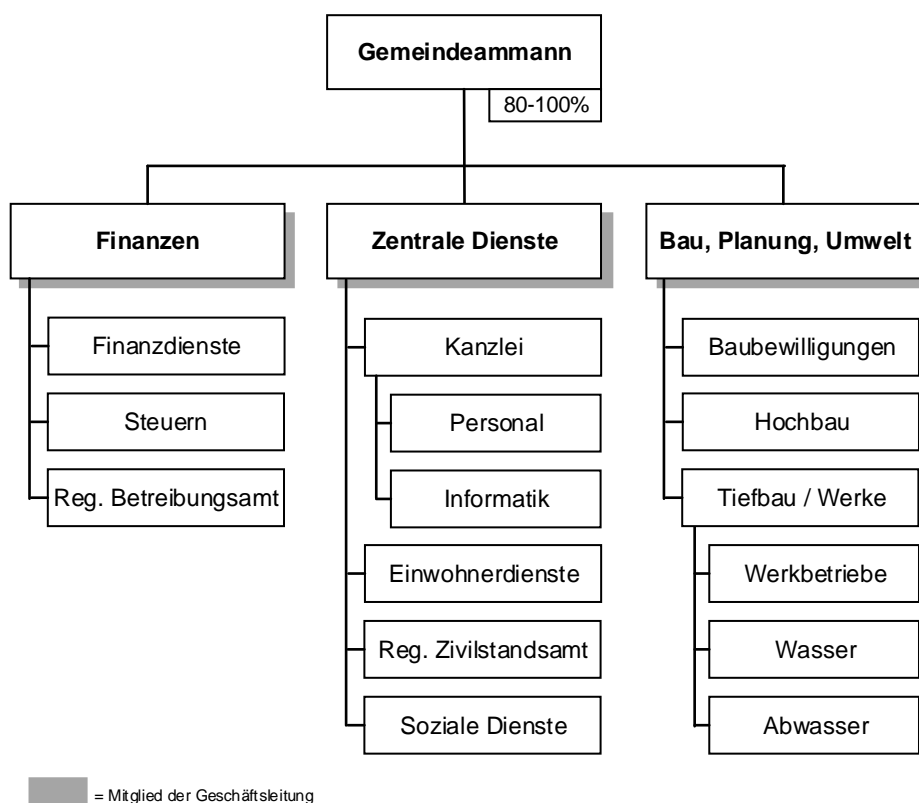 Gemeindeammann
80-100%
Finanzen
Zentrale Dienste
Bau, Planung, Umwelt
Finanzdienste
Steuern
Reg. Betreibungsamt
Kanzlei
Personal
Informatik
Einwohnerdienste
Reg. Zivilstandsamt
Soziale Dienste
Baubewilligungen
Hochbau
Tiefbau / Werke
Werkbetriebe
Wasser
Abwasser
= Mitglied der Geschäftsleitung